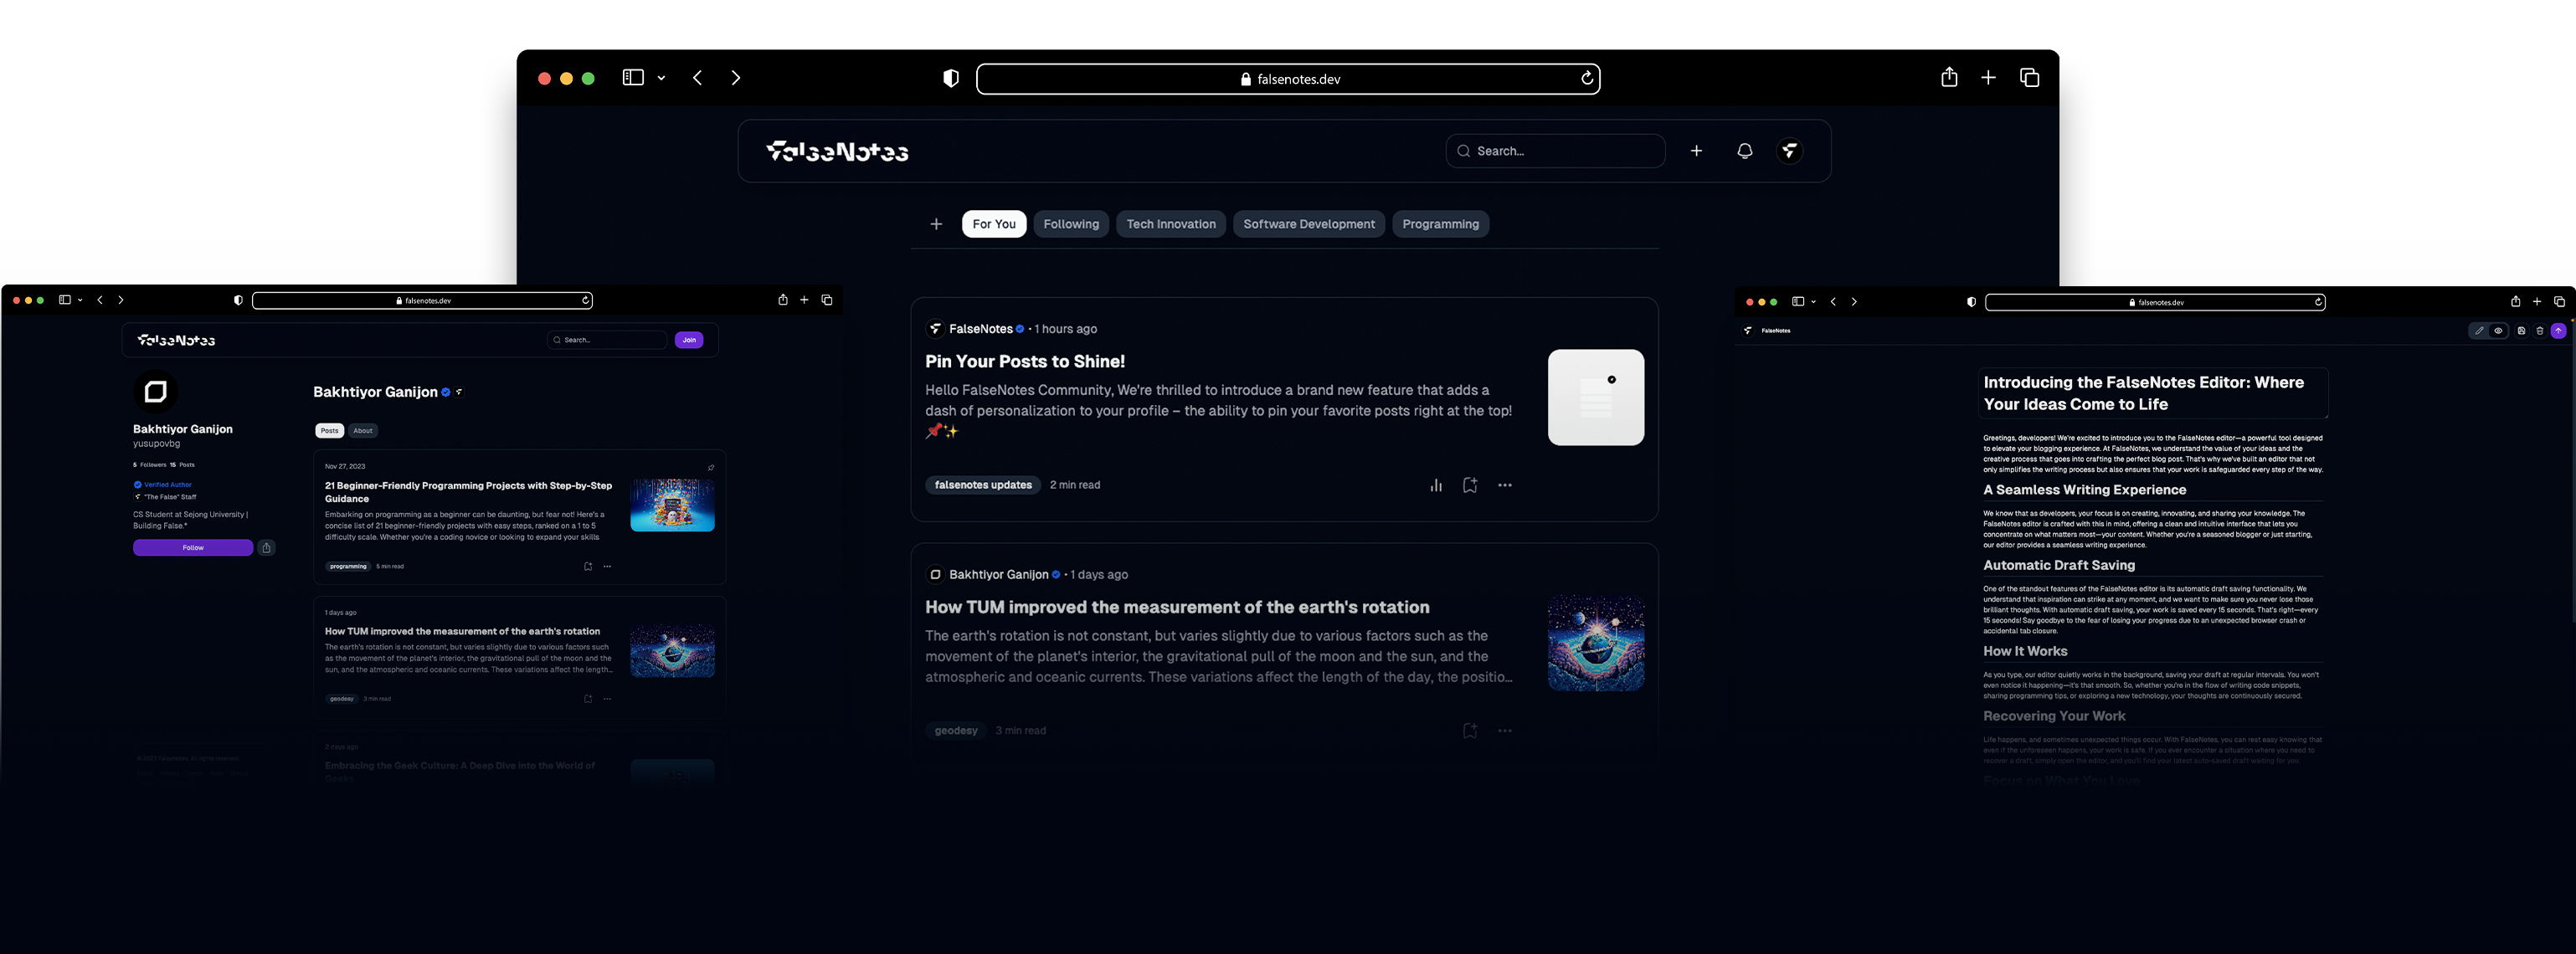 falsenotes.dev
FalseNotes
Search...
For You
Following
Tech Innovation
Software Development
Programming
FalseNotes · 1 hours ago
Pin Your Posts to Shine!
Hello FalseNotes Community, We're thrilled to introduce a brand new feature that adds a
dash of personalization to your profile – the ability to pin your favorite posts right at the top!
📌✨
falsenotes updates
2 min read
Bakhtiyor Ganijon · 1 days ago
How TUM improved the measurement of the earth's rotation
The earth's rotation is not constant, but varies slightly due to various factors such as the
movement of the planet's interior, the gravitational pull of the moon and the sun, and the
atmospheric and oceanic currents. These variations affect the length of the day, the positio...
geodesy
3 min read
falsenotes.dev
FalseNotes
Search...
Join
Bakhtiyor Ganijon
yusupovbg
5 Followers 15 Posts
Verified Author
"The False" Staff
CS Student at Sejong University |
Building False.*
Follow
Bakhtiyor Ganijon
Posts
About
Nov 27, 2023
21 Beginner-Friendly Programming Projects with Step-by-Step
Guidance
Embarking on programming as a beginner can be daunting, but fear not! Here's a
concise list of 21 beginner-friendly projects with easy steps, ranked on a 1 to 5
difficulty scale. Whether you're a coding novice or looking to expand your skills
programming
5 min read
1 days ago
How TUM improved the measurement of the earth's rotation
The earth's rotation is not constant, but varies slightly due to various factors such
as the movement of the planet's interior, the gravitational pull of the moon and the
sun, and the atmospheric and oceanic currents. These variations affect the length...
geodesy
3 min read
2 days ago
Embracing the Geek Culture: A Deep Dive into the World of
Geeks
© 2023 FalseNotes. All rights reserved.
falsenotes.dev
FalseNotes
Introducing the FalseNotes Editor: Where
Your Ideas Come to Life
Greetings, developers! We're excited to introduce you to the FalseNotes editor—a powerful tool designed
to elevate your blogging experience. At FalseNotes, we understand the value of your ideas and the
creative process that goes into crafting the perfect blog post. That's why we've built an editor that not
only simplifies the writing process but also ensures that your work is safeguarded every step of the way.
A Seamless Writing Experience
We know that as developers, your focus is on creating, innovating, and sharing your knowledge. The
FalseNotes editor is crafted with this in mind, offering a clean and intuitive interface that lets you
concentrate on what matters most—your content. Whether you're a seasoned blogger or just starting,
our editor provides a seamless writing experience.
Automatic Draft Saving
One of the standout features of the FalseNotes editor is its automatic draft saving functionality. We
understand that inspiration can strike at any moment, and we want to make sure you never lose those
brilliant thoughts. With automatic draft saving, your work is saved every 15 seconds. That's right—every
15 seconds! Say goodbye to the fear of losing your progress due to an unexpected browser crash or
accidental tab closure.
How It Works
As you type, our editor quietly works in the background, saving your draft at regular intervals. You won't
even notice it happening—it's that smooth. So, whether you're in the flow of writing code snippets,
sharing programming tips, or exploring a new technology, your thoughts are continuously secured.
Recovering Your Work
Life happens, and sometimes unexpected things occur. With FalseNotes, you can rest easy knowing that
even if the unforeseen happens, your work is safe. If you ever encounter a situation where you need to
recover a draft, simply open the editor, and you'll find your latest auto-saved draft waiting for you.
Focus on What You Love